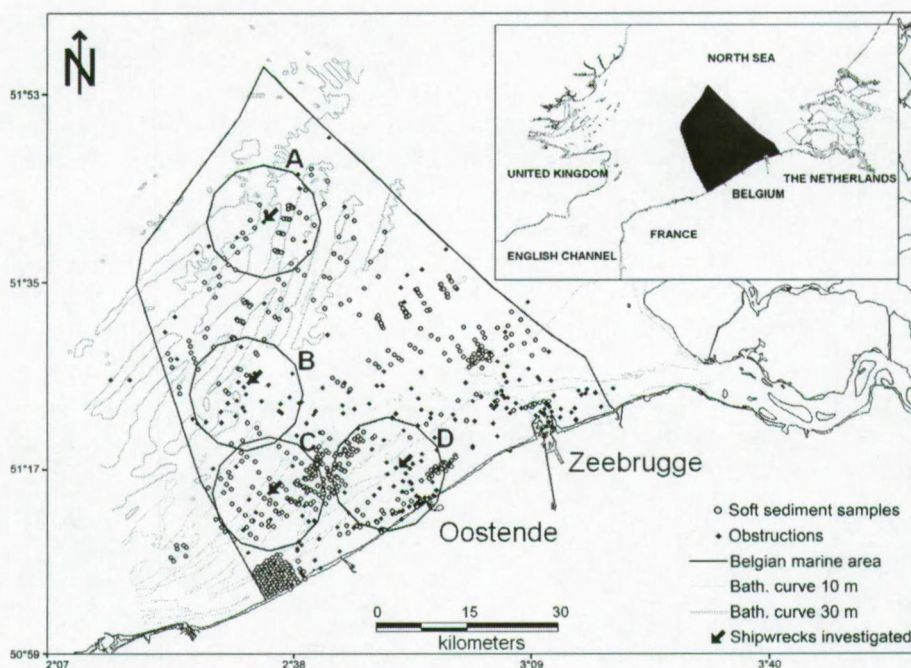 N
51°53
51°35
51°17
50°59
2°07
2°38
3°09
3°40
A
B
C
D
NORTH SEA
UNITED KINGDOM
THE NETHERLANDS
BELGIUM
FRANCE
ENGLISH CHANNEL
Zeebrugge
Oostende
Soft sediment samples
Obstructions
Belgian marine area
Bath. curve 10 m
Bath. curve 30 m
Shipwrecks investigated
0 15 30
kilometers